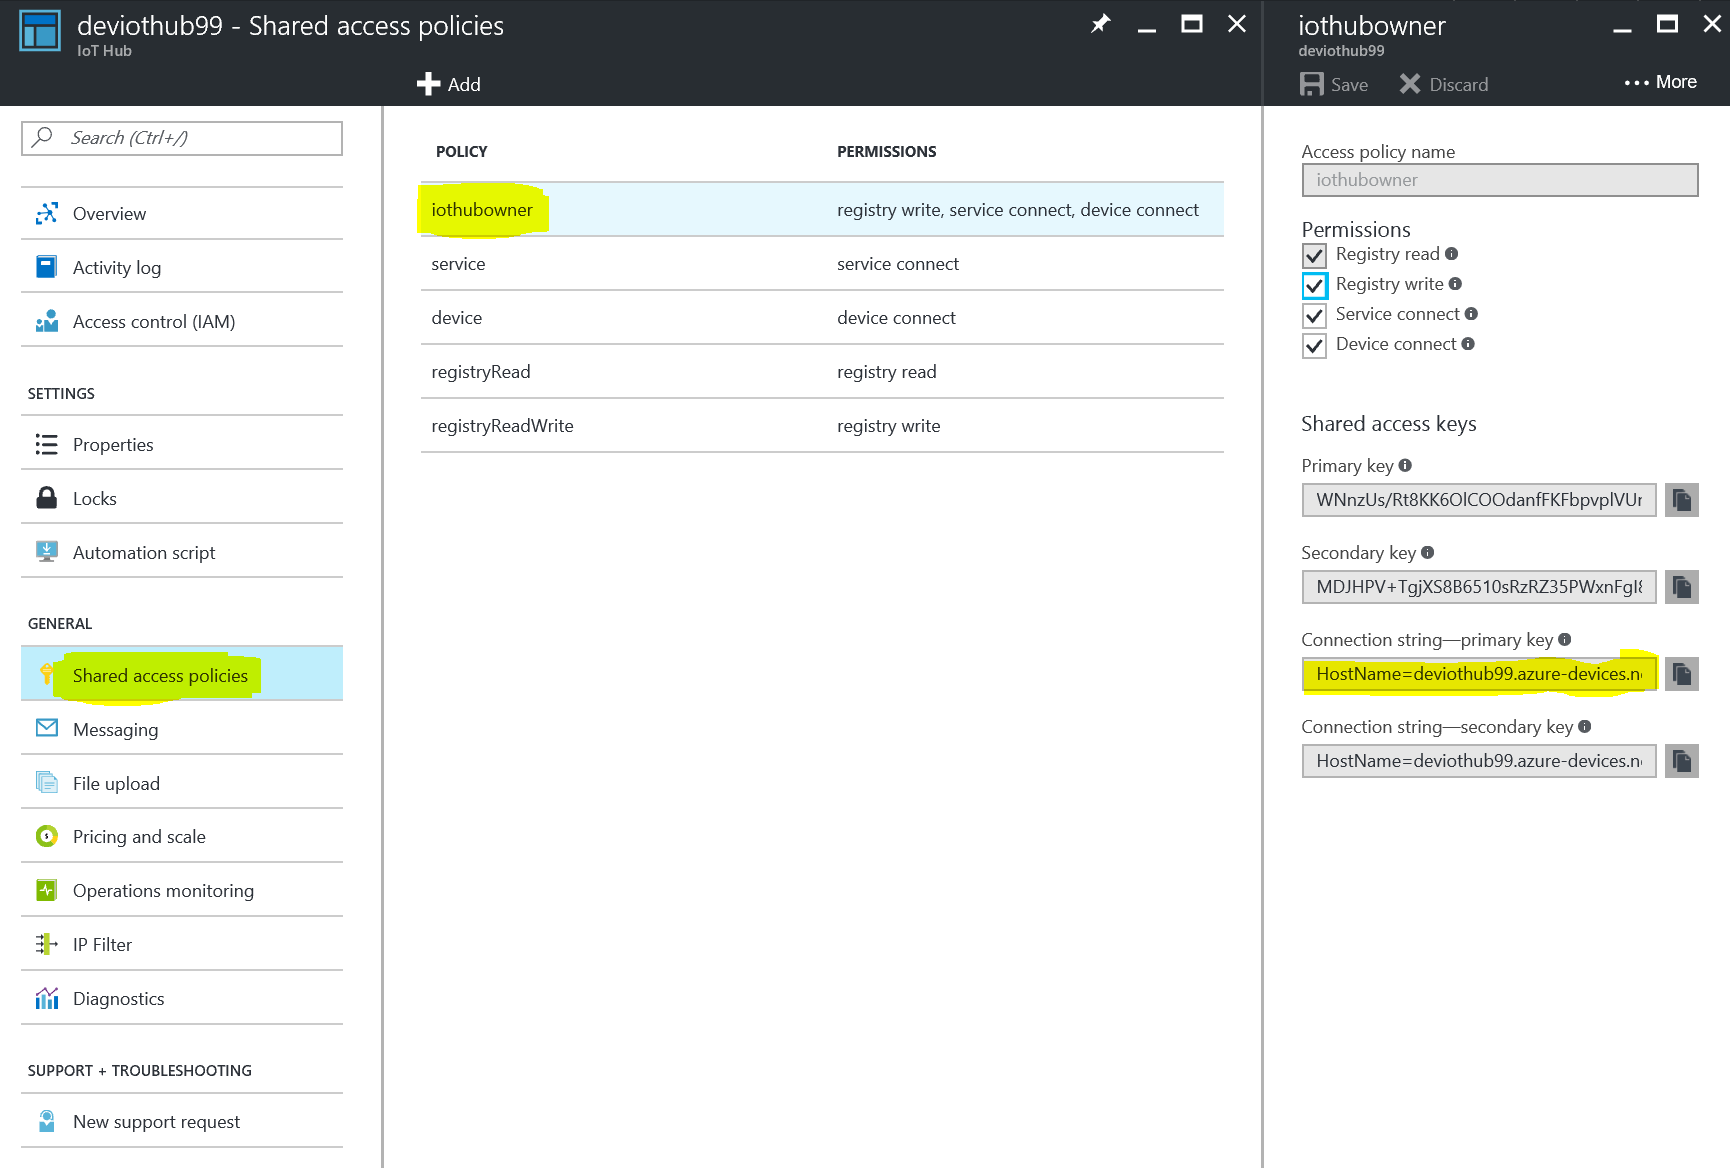 deviothub99 - Shared access policies
IoT Hub
Add
Search (Ctrl+/)
Overview
Activity log
Access control (IAM)
SETTINGS
Properties
Locks
Automation script
GENERAL
Shared access policies
Messaging
File upload
Pricing and scale
Operations monitoring
IP Filter
Diagnostics
SUPPORT + TROUBLESHOOTING
New support request
POLICY PERMISSIONS
iothubowner registry write, service connect, device connect
service service connect
device device connect
registryRead registry read
registryReadWrite registry write
iothubowner
deviothub99
Save Discard ... More
Access policy name
iothubowner
Permissions
Registry read
Registry write
Service connect
Device connect
Shared access keys
Primary key
WNnzUs/Rt8KK6OlCOOdanfFKFbpvplVUr
Secondary key
MDJHPV+TgjXS8B6510sRzRZ35PWxnFgI8
Connection string—primary key
HostName=deviothub99.azure-devices.ne
Connection string—secondary key
HostName=deviothub99.azure-devices.ne